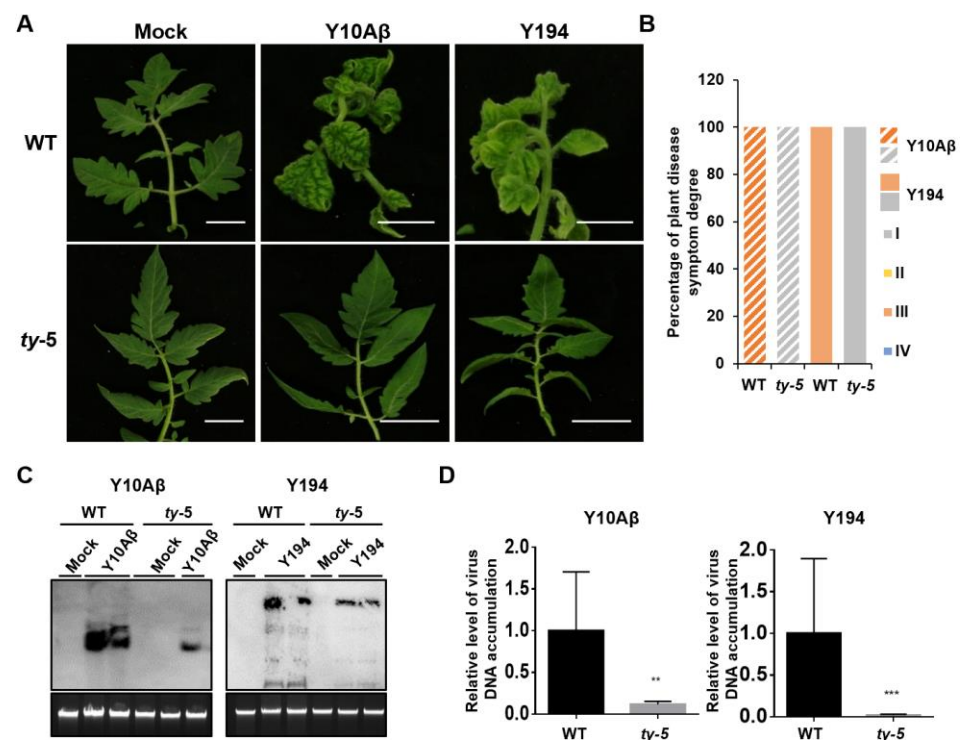 A
Mock
Y10Aβ
Y194
WT
ty-5
B
Percentage of plant disease
symptom degree
120
100
80
60
40
20
0
WT
ty-5
WT
ty-5
Y10Aβ
Y194
I
II
III
IV
C
Y10Aβ
WT
ty-5
Mock
Y10Aβ
Mock
Y10Aβ
Y194
WT
ty-5
Mock
Y194
Mock
Y194
D
Y10Aβ
Relative level of virus
DNA accumulation
2.0
1.5
1.0
0.5
0.0
**
WT
ty-5
Y194
Relative level of virus
DNA accumulation
2.0
1.5
1.0
0.5
0.0
***
WT
ty-5